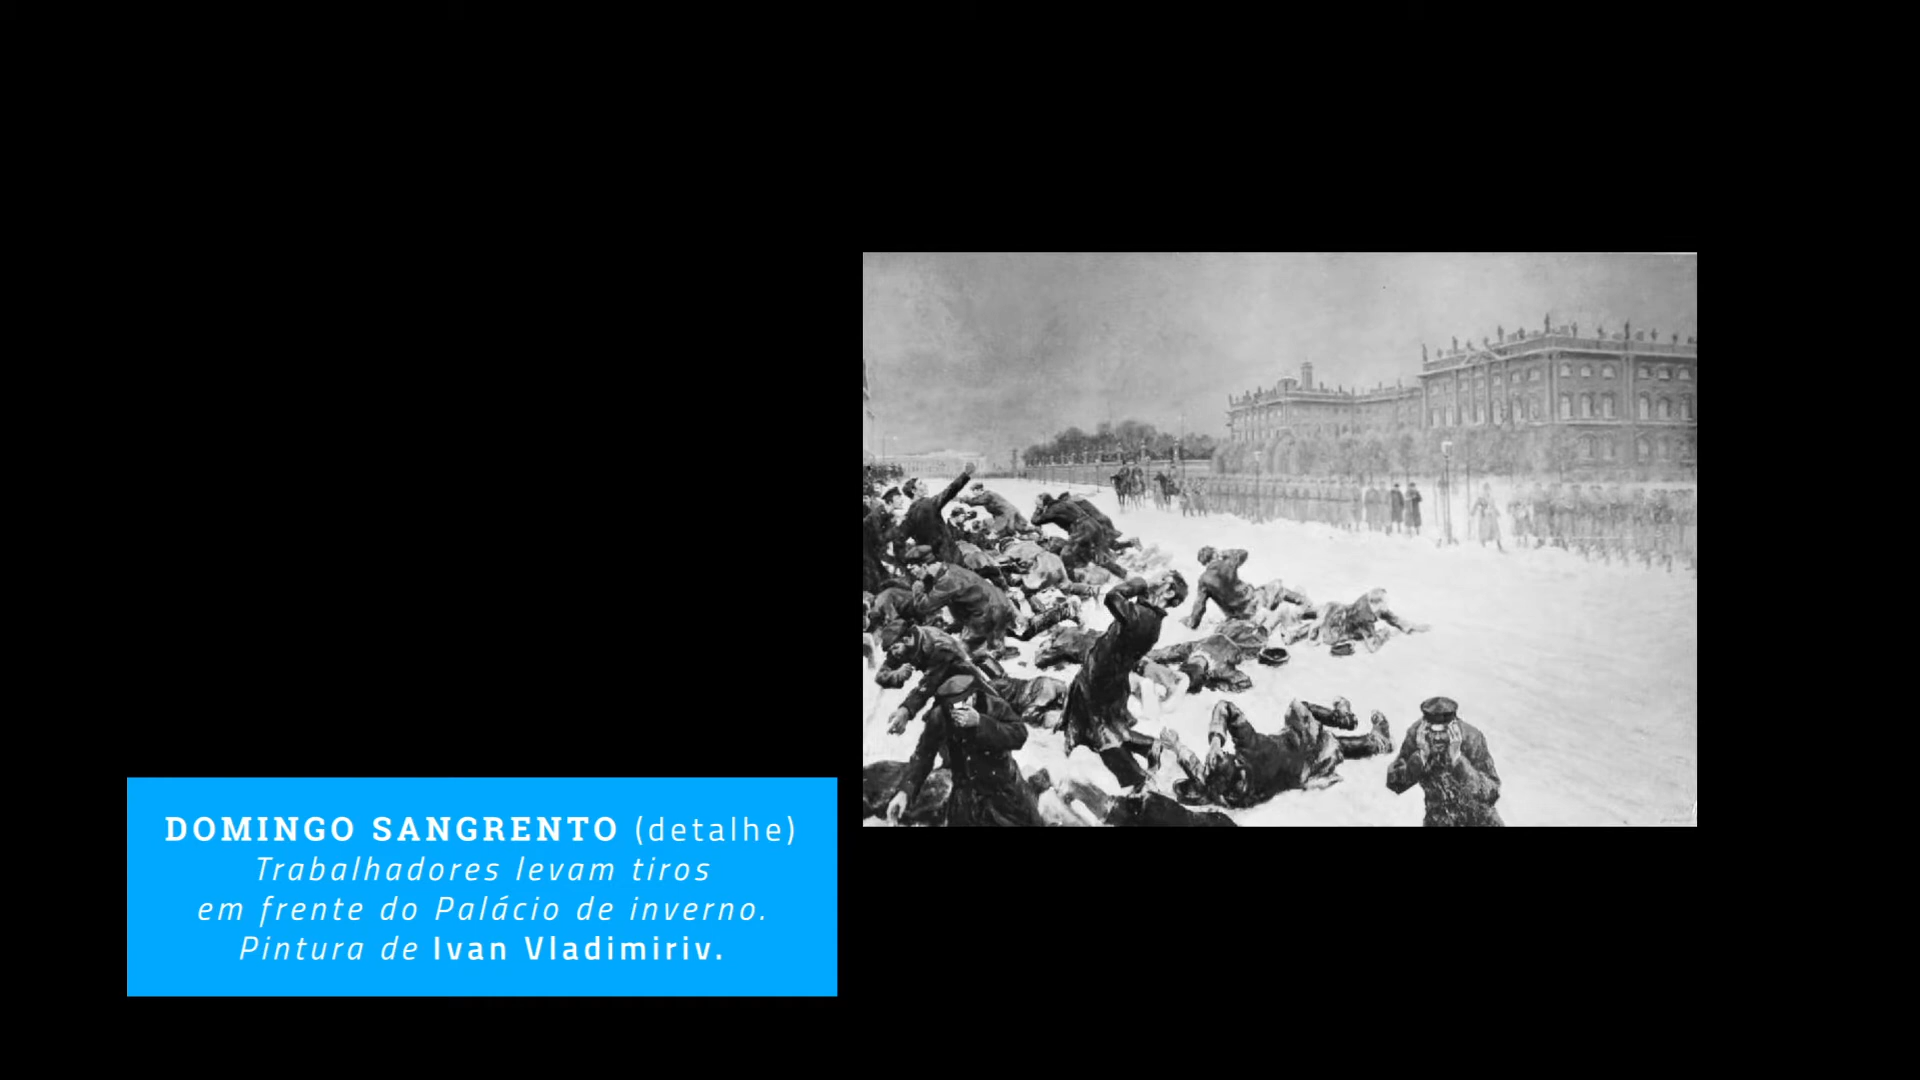 DOMINGO SANGRENTO (detalhe)
Trabalhadores levam tiros
em frente do Palácio de inverno.
Pintura de Ivan Vladimiriv.